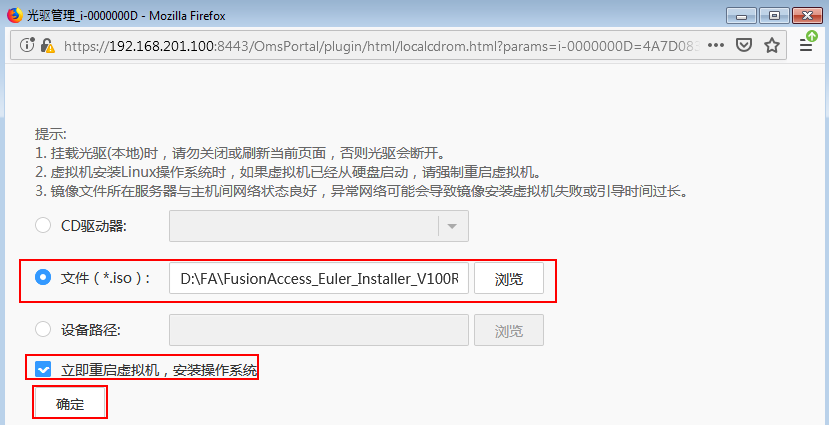 光驱管理_i-0000000D - Mozilla Firefox
https://192.168.201.100:8443/OmsPortal/plugin/html/localcdrom.html?params=i-0000000D=4A7D083
提示:
1. 挂载光驱(本地)时，请勿关闭或刷新当前页面，否则光驱会断开。
2. 虚拟机安装Linux操作系统时，如果虚拟机已经从硬盘启动，请强制重启虚拟机。
3. 镜像文件所在服务器与主机间网络状态良好，异常网络可能会导致镜像安装虚拟机失败或引导时间过长。
CD驱动器:
文件（*.iso）: D:\FA\FusionAccess_Euler_Installer_V100R 浏览
设备路径: 浏览
立即重启虚拟机，安装操作系统
确定